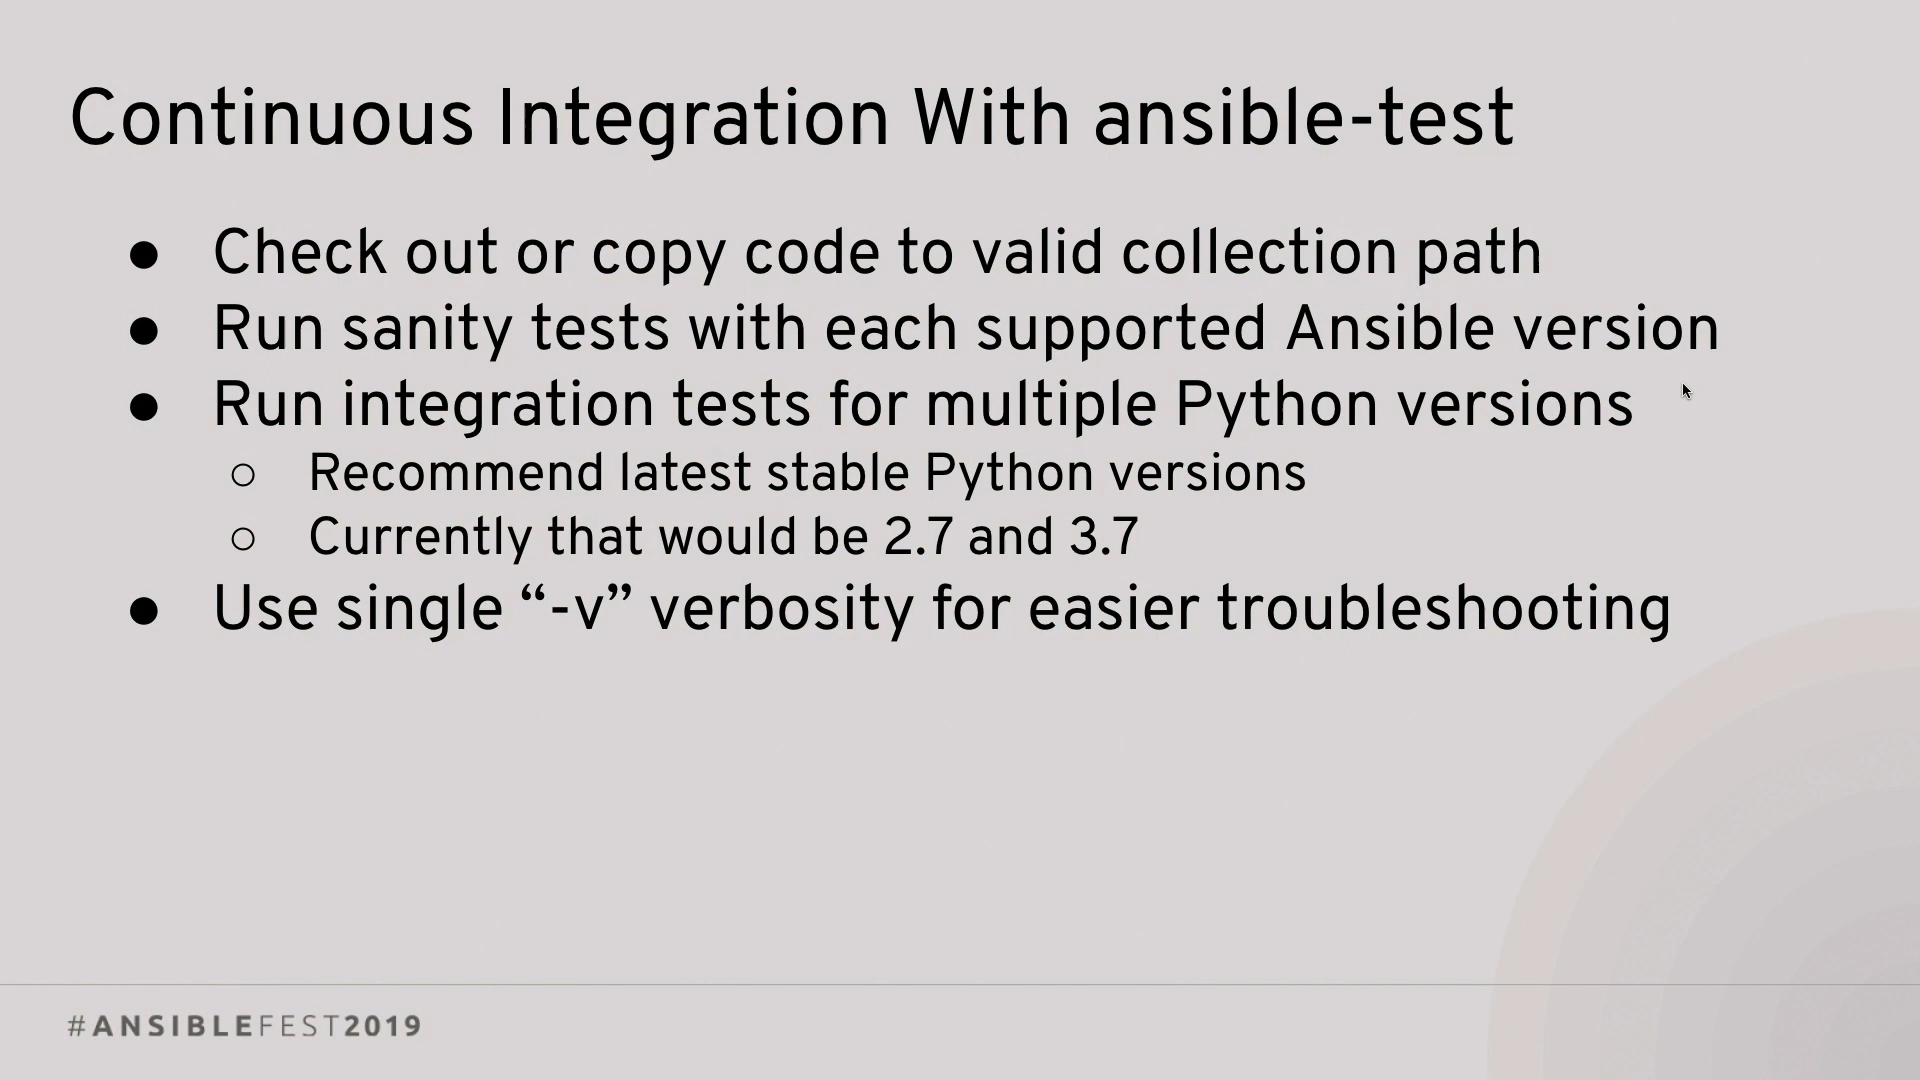 Continuous Integration With ansible-test
● Check out or copy code to valid collection path
● Run sanity tests with each supported Ansible version
● Run integration tests for multiple Python versions
○ Recommend latest stable Python versions
○ Currently that would be 2.7 and 3.7
● Use single “-v” verbosity for easier troubleshooting
#ANSIBLEFEST2019